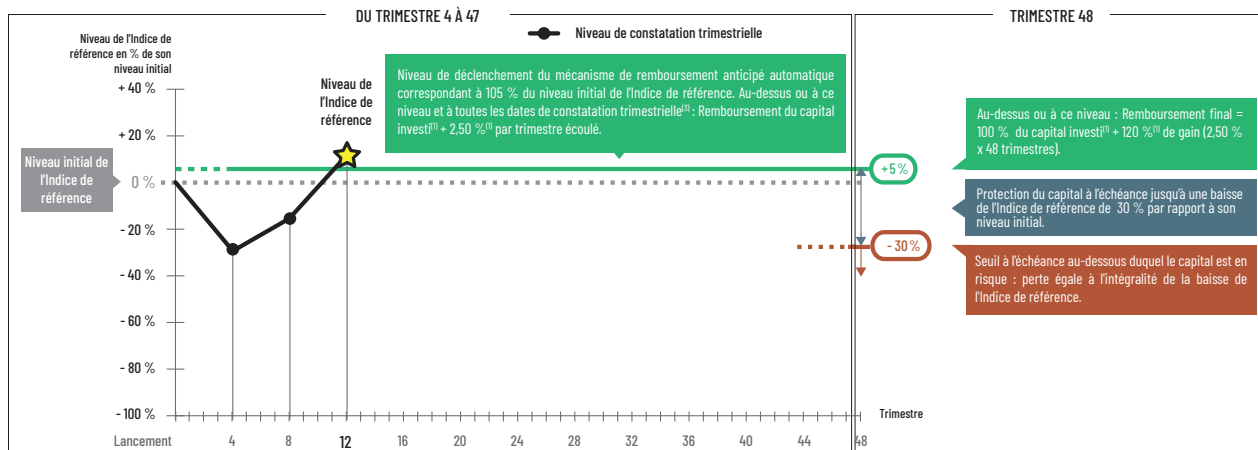 DU TRIMESTRE 4 À 47
TRIMESTRE 48
Niveau de constatation trimestrielle
Niveau de l'Indice de
référence en % de son
niveau initial
+ 40 %
+ 20 %
0 %
- 20 %
- 40 %
- 60 %
- 80 %
- 100 %
Niveau initial de
l'Indice de
référence
Niveau de
l'Indice de
référence
Niveau de déclenchement du mécanisme de remboursement anticipé automatique
correspondant à 105 % du niveau initial de l'Indice de référence. Au-dessus ou à ce
niveau et à toutes les dates de constatation trimestrielle(3) : Remboursement du capital
investi(1) + 2,50 %(1) par trimestre écoulé.
+5 %
- 30 %
Au-dessus ou à ce niveau : Remboursement final =
100 % du capital investi(1) + 120 %(1) de gain (2,50 %
x 48 trimestres).
Protection du capital à l'échéance jusqu'à une baisse
de l'Indice de référence de 30 % par rapport à son
niveau initial.
Seuil à l'échéance au-dessous duquel le capital est en
risque : perte égale à l'intégralité de la baisse de
l'Indice de référence.
Trimestre
Lancement 4 8 12 16 20 24 28 32 36 40 44 48